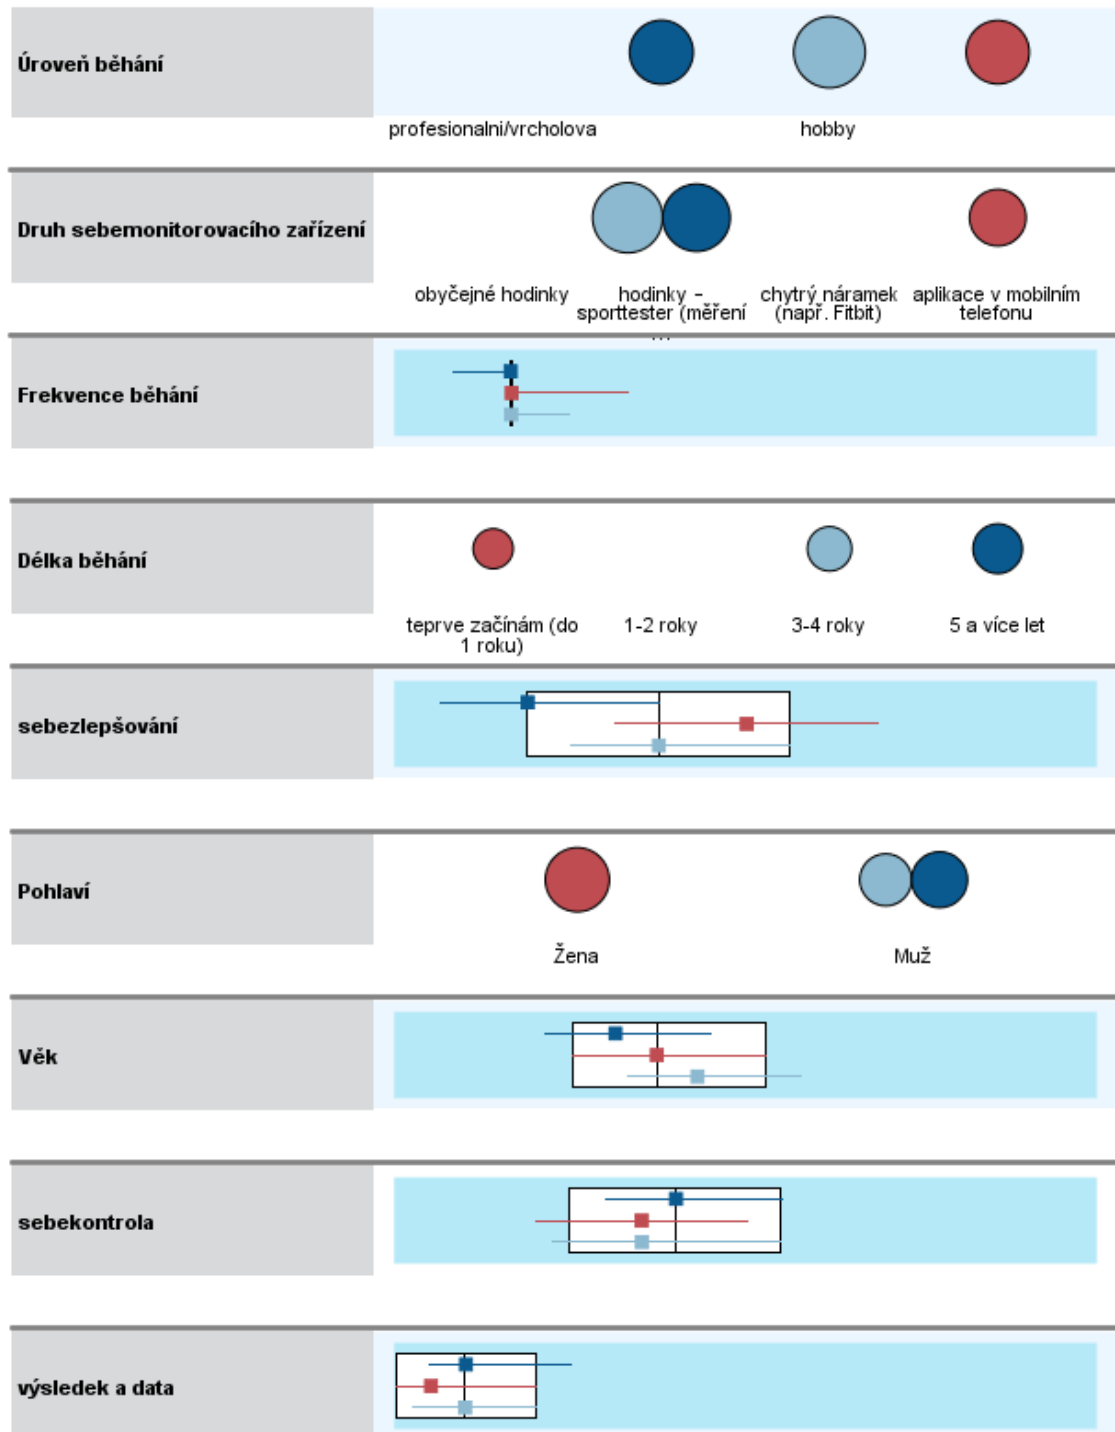 Úroveň běhání
profesionalni/vrcholova
hobby
Druh sebemonitorovacího zařízení
obyčejné hodinky
hodinky –
sporttester (měření
...
chytrý náramek
(např. Fitbit)
aplikace v mobilním
telefonu
Frekvence běhání
Délka běhání
teprve začínám (do
1 roku)
1-2 roky
3-4 roky
5 a více let
sebezlepšování
Pohlaví
Žena
Muž
Věk
sebekontrola
výsledek a data